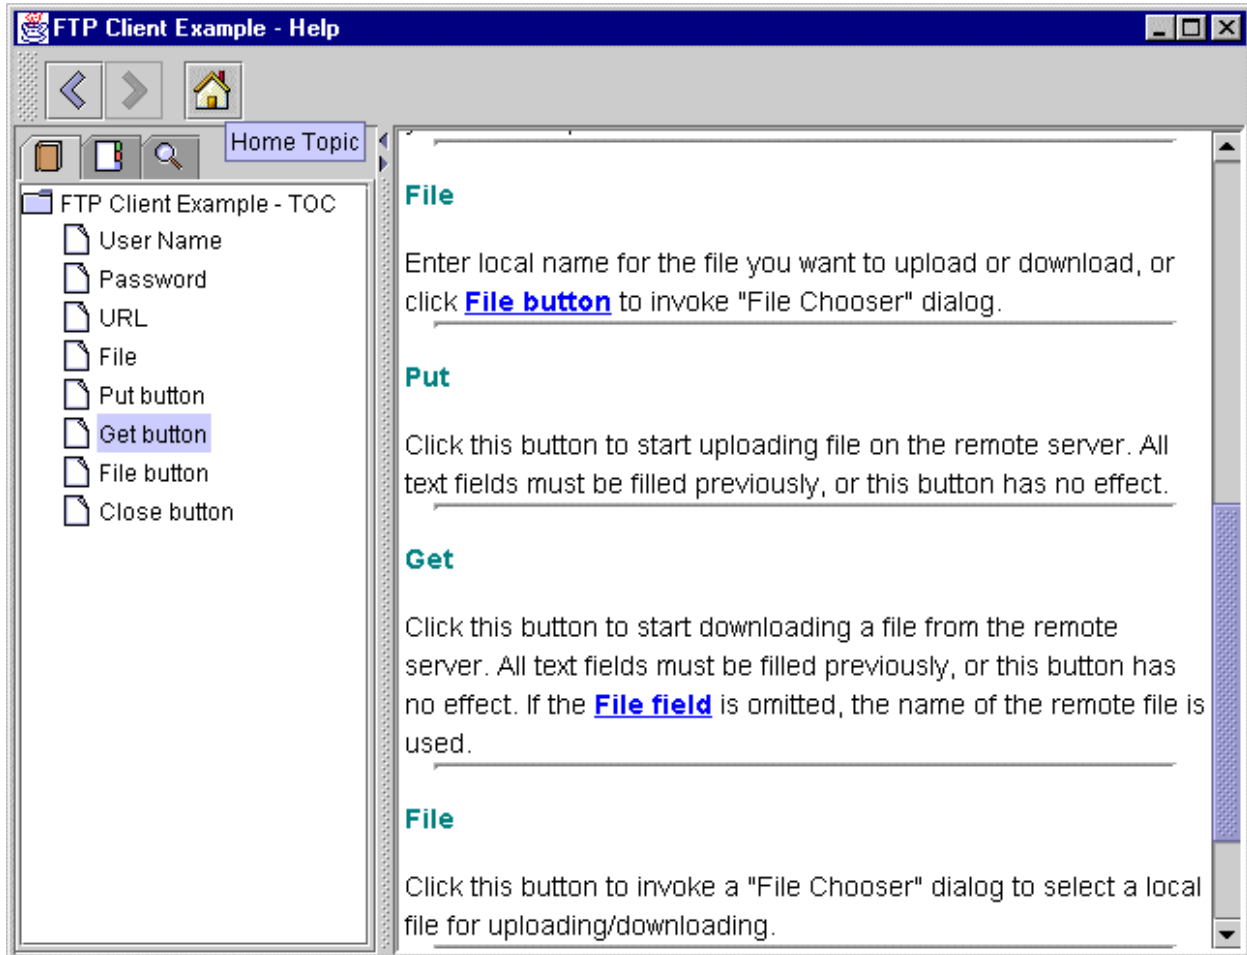 FTP Client Example - Help
Home Topic
FTP Client Example - TOC
User Name
Password
URL
File
Put button
Get button
File button
Close button
File
Enter local name for the file you want to upload or download, or
click File button to invoke "File Chooser" dialog.
Put
Click this button to start uploading file on the remote server. All
text fields must be filled previously, or this button has no effect.
Get
Click this button to start downloading a file from the remote
server. All text fields must be filled previously, or this button has
no effect. If the File field is omitted, the name of the remote file is
used.
File
Click this button to invoke a "File Chooser" dialog to select a local
file for uploading/downloading.